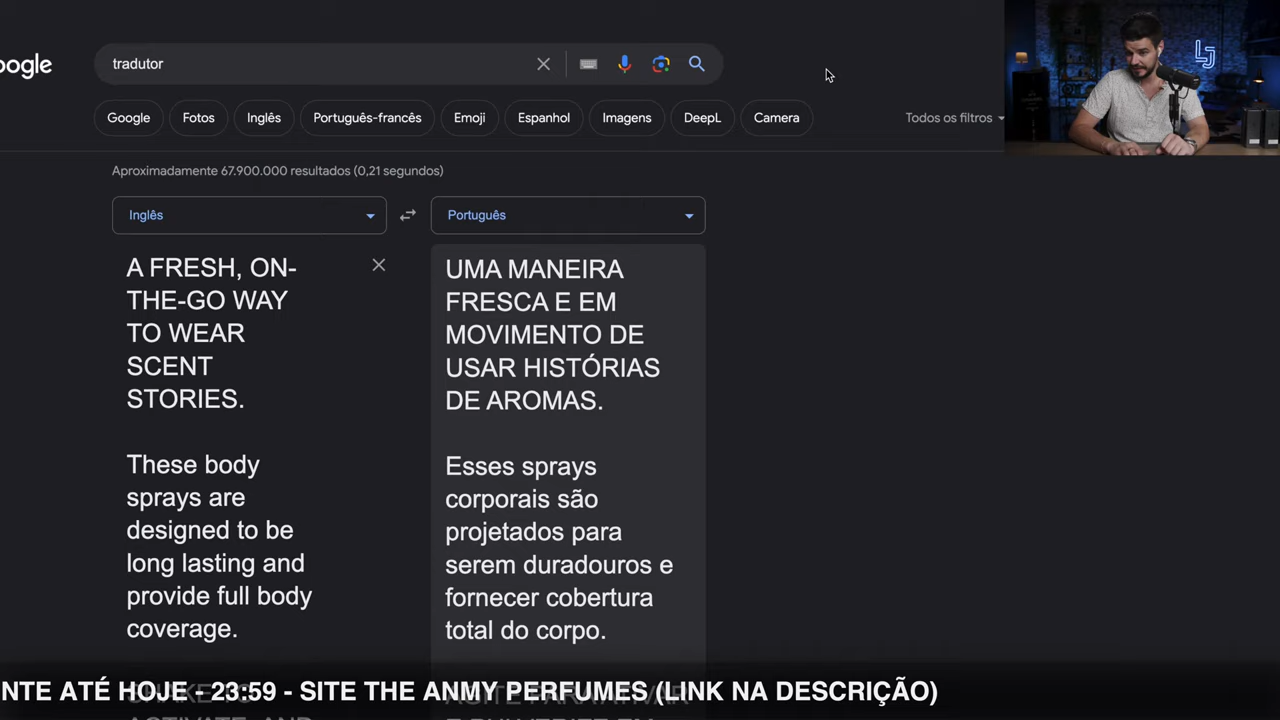 oogle
tradutor
Google
Fotos
Inglês
Português-francês
Emoji
Espanhol
Imagens
DeepL
Camera
Todos os filtros
LJ
Aproximadamente 67.900.000 resultados (0,21 segundos)
Inglês
Português
A FRESH, ON-
THE-GO WAY
TO WEAR
SCENT
STORIES.
These body
sprays are
designed to be
long lasting and
provide full body
coverage.
UMA MANEIRA
FRESCA E EM
MOVIMENTO DE
USAR HISTÓRIAS
DE AROMAS.
Esses sprays
corporais são
projetados para
serem duradouros e
fornecer cobertura
total do corpo.
NTE ATÉ HOJE - 23:59 - SITE THE ANMY PERFUMES (LINK NA DESCRIÇÃO)